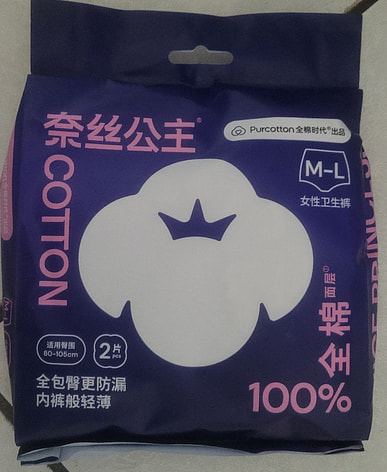 Purcotton 全棉时代®出品
奈丝公主®
M-L
女性卫生裤
COTTON
适用臀围
80-105cm
2片
pcs
全包臀更防漏
内裤般轻薄
100%全棉面层①